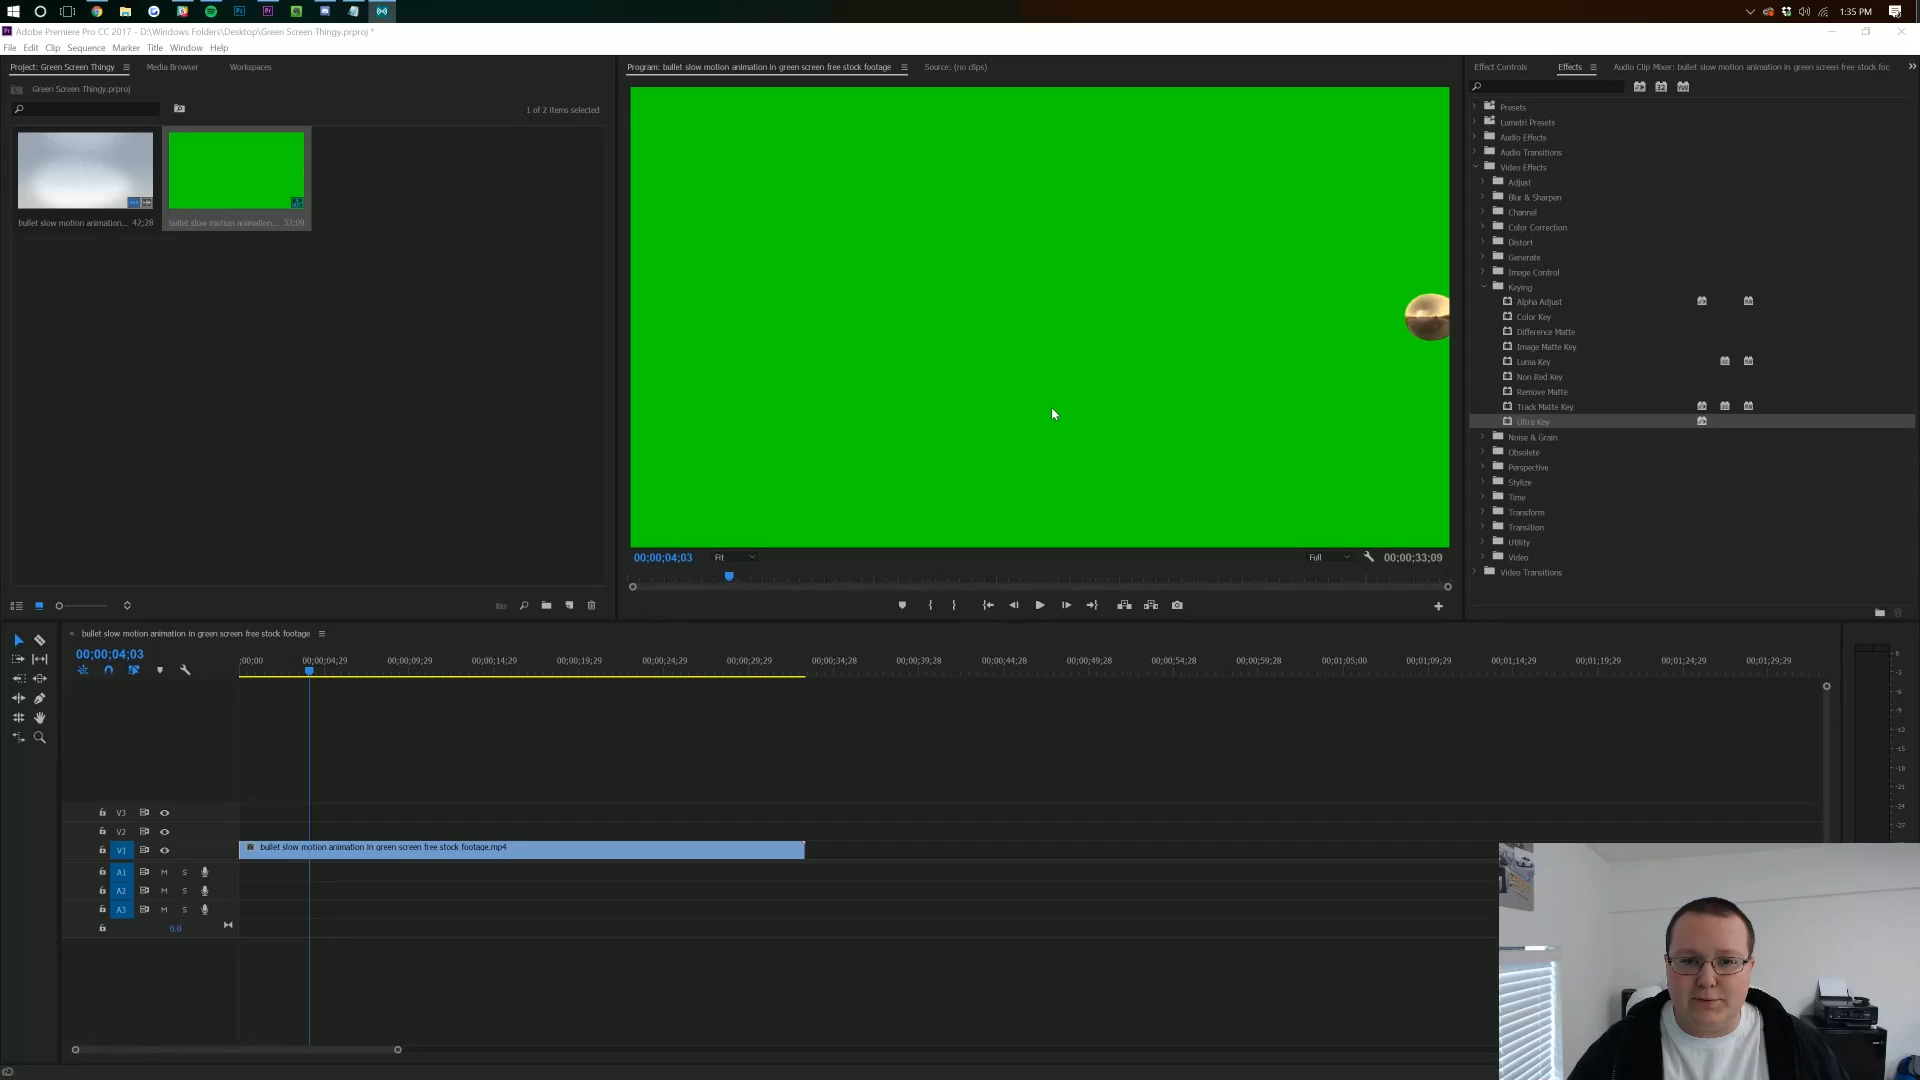 1:35 PM
Adobe Premiere Pro CC 2017 - D:\Windows Folders\Desktop\Green Screen Thingy.prproj *
File Edit Clip Sequence Marker Title Window Help
Project: Green Screen Thingy
Media Browser
Workspaces
Green Screen Thingy.prproj
1 of 2 items selected
bullet slow motion animation... 42;28
bullet slow motion animation... 33;09
Program: bullet slow motion animation in green screen free stock footage
Source: (no clips)
00;00;04;03
Fit
Full
00;00;33;09
Effect Controls
Effects
Audio Clip Mixer: bullet slow motion animation in green screen free stock foc
Presets
Lumetri Presets
Audio Effects
Audio Transitions
Video Effects
Adjust
Blur & Sharpen
Channel
Color Correction
Distort
Generate
Image Control
Keying
Alpha Adjust
Color Key
Difference Matte
Image Matte Key
Luma Key
Non Red Key
Remove Matte
Track Matte Key
Ultra Key
Noise & Grain
Obsolete
Perspective
Stylize
Time
Transform
Transition
Utility
Video
Video Transitions
bullet slow motion animation in green screen free stock footage
00;00;04;03
;00;00 00;00;04;29 00;00;09;29 00;00;14;29 00;00;19;29 00;00;24;29 00;00;29;29 00;00;34;28 00;00;39;28 00;00;44;28 00;00;49;28 00;00;54;28 00;00;59;28 00;01;05;00 00;01;09;29 00;01;14;29 00;01;19;29 00;01;24;29 00;01;29;29
V3
V2
V1
bullet slow motion animation in green screen free stock footage.mp4
A1 M S
A2 M S
A3 M S
0.0
0
-3
-6
-9
-12
-15
-18
-21
-24
-27